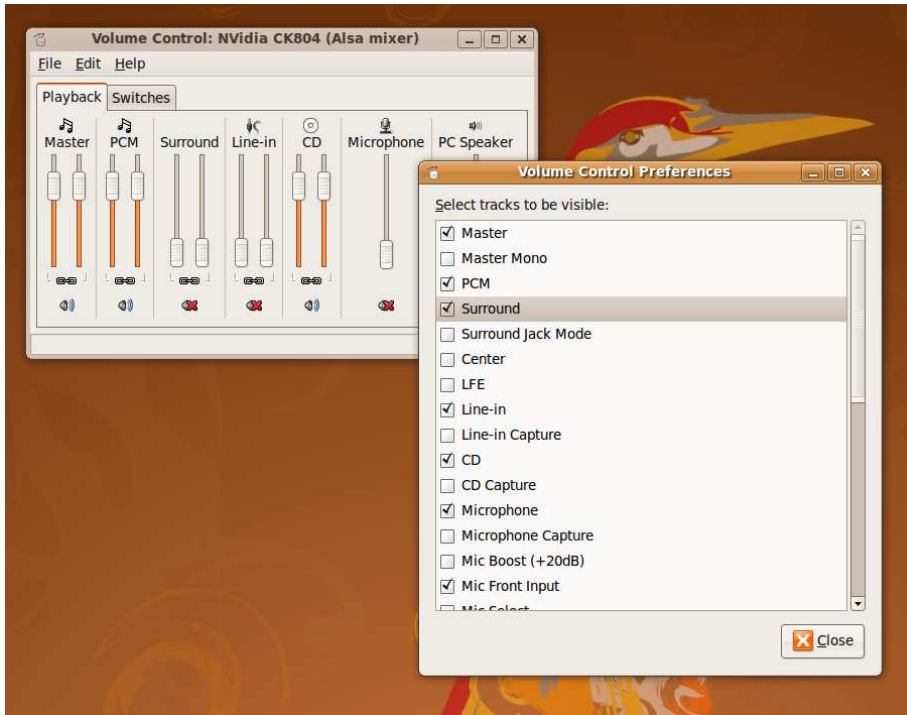 Volume Control: NVidia CK804 (Alsa mixer)
File Edit Help
Playback Switches
Master PCM Surround Line-in CD Microphone PC Speaker
Volume Control Preferences
Select tracks to be visible:
Master
Master Mono
PCM
Surround
Surround Jack Mode
Center
LFE
Line-in
Line-in Capture
CD
CD Capture
Microphone
Microphone Capture
Mic Boost (+20dB)
Mic Front Input
Mic Select
Close